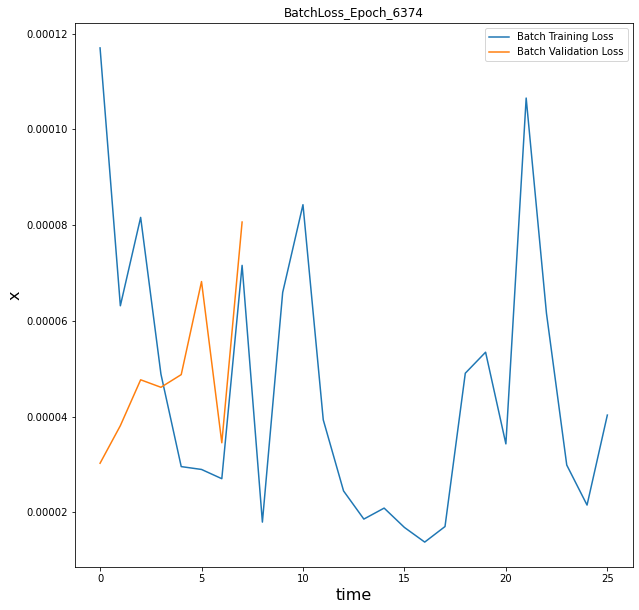 BatchLoss_Epoch_6374
Batch Training Loss
Batch Validation Loss
0.00012
0.00010
0.00008
0.00006
0.00004
0.00002
x
0 5 10 15 20 25
time